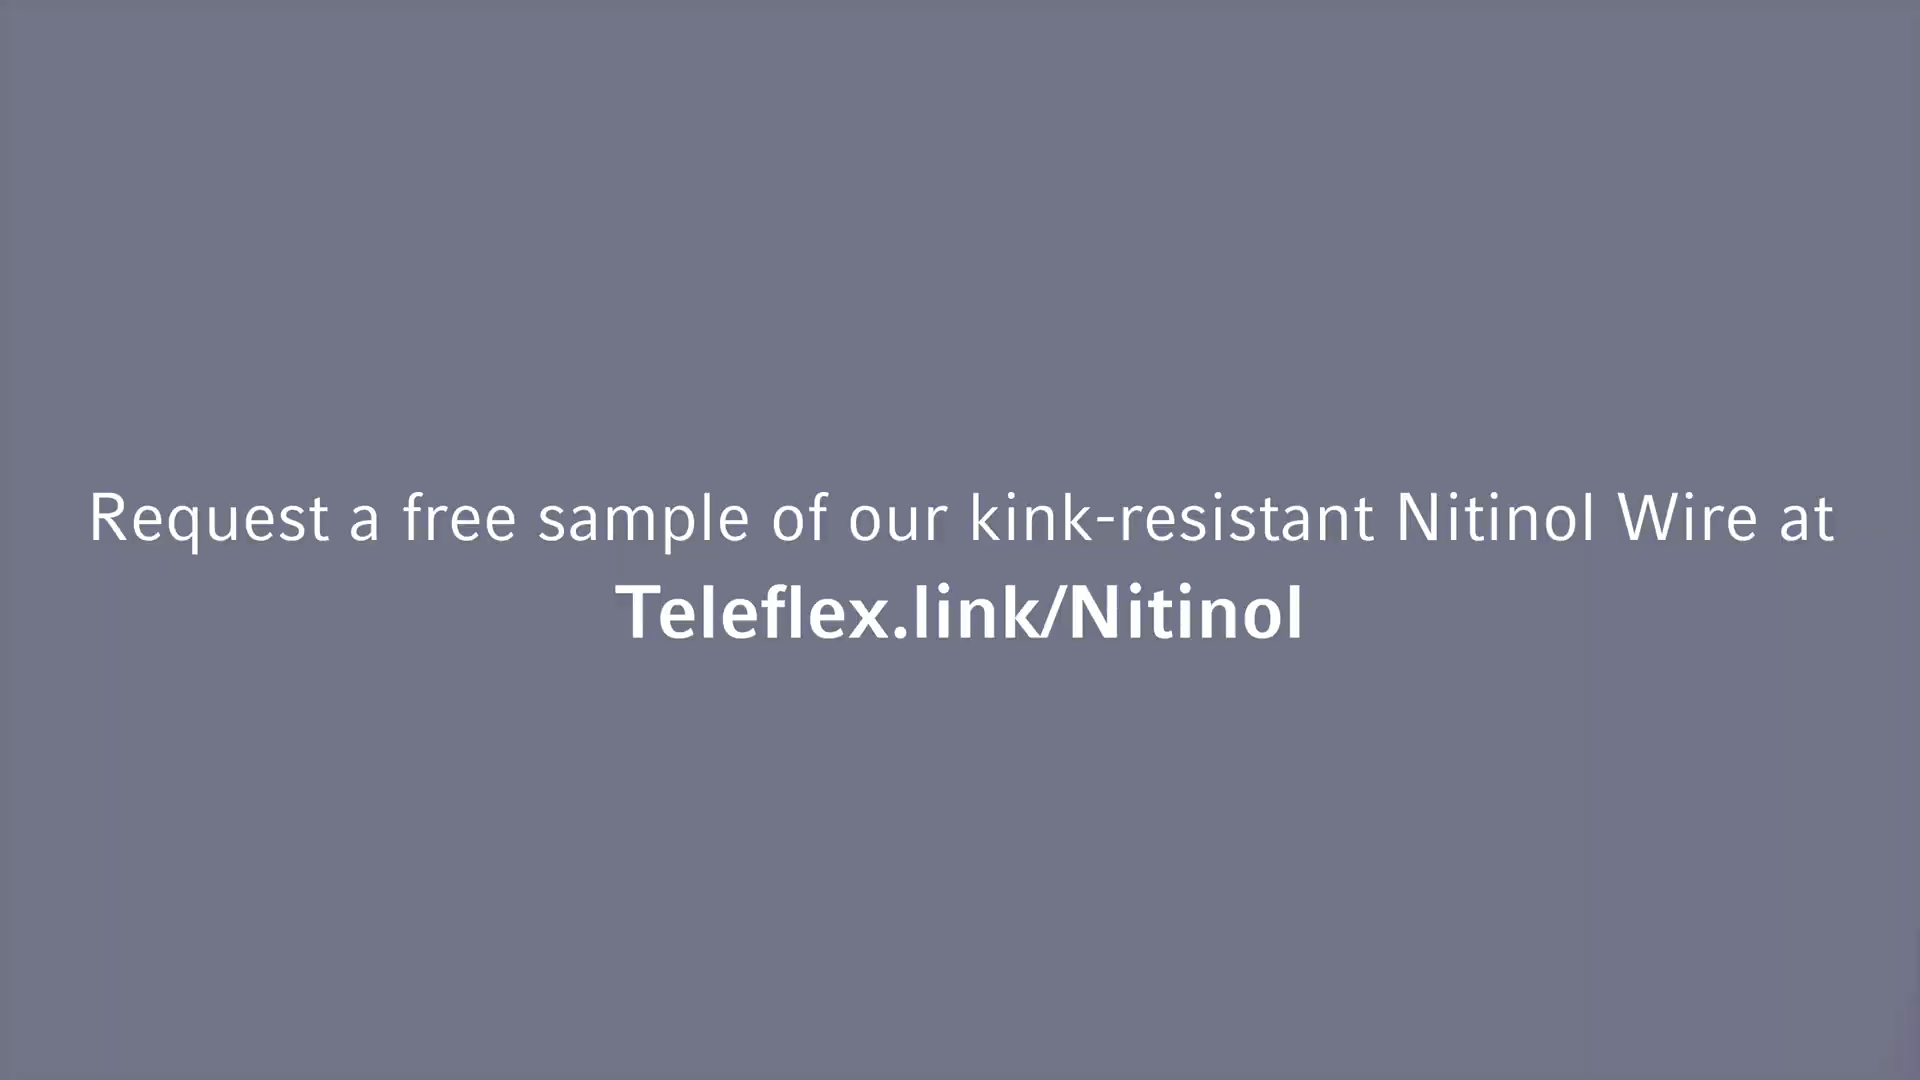 Request a free sample of our kink-resistant Nitinol Wire at
Teleflex.link/Nitinol